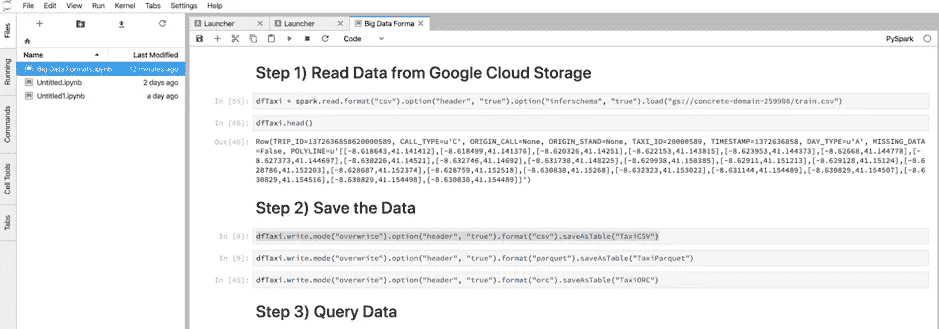 File Edit View Run Kernel Tabs Settings Help
Files
Running
Commands
Cell Tools
Tabs
Name Last Modified
Big Data Formats.ipynb 12 minutes ago
Untitled.ipynb 2 days ago
Untitled1.ipynb a day ago
Launcher Launcher Big Data Forma
Code PySpark
Step 1) Read Data from Google Cloud Storage
In [55]: dfTaxi = spark.read.format("csv").option("header", "true").option("inferschema", "true").load("gs://concrete-domain-259908/train.csv")
In [49]: dfTaxi.head()
Out[49]: Row(TRIP_ID=1372636858620000589, CALL_TYPE=u'C', ORIGIN_CALL=None, ORIGIN_STAND=None, TAXI_ID=20000589, TIMESTAMP=1372636858, DAY_TYPE=u'A', MISSING_DATA
=False, POLYLINE=u'[[-8.618643,41.141412],[-8.618499,41.141376],[-8.620326,41.14251],[-8.622153,41.143815],[-8.623953,41.144373],[-8.62668,41.144778],[-
8.627373,41.144697],[-8.630226,41.14521],[-8.632746,41.14692],[-8.631738,41.148225],[-8.629938,41.150385],[-8.62911,41.151213],[-8.629128,41.15124],[-8.
628786,41.152203],[-8.628687,41.152374],[-8.628759,41.152518],[-8.630838,41.15268],[-8.632323,41.153022],[-8.631144,41.154489],[-8.630829,41.154507],[-8.
630829,41.154516],[-8.630829,41.154498],[-8.630838,41.154489]]')
Step 2) Save the Data
In [8]: dfTaxi.write.mode("overwrite").option("header", "true").format("csv").saveAsTable("TaxiCSV")
In [9]: dfTaxi.write.mode("overwrite").option("header", "true").format("parquet").saveAsTable("TaxiParquet")
In [45]: dfTaxi.write.mode("overwrite").option("header", "true").format("orc").saveAsTable("TaxiORC")
Step 3) Query Data